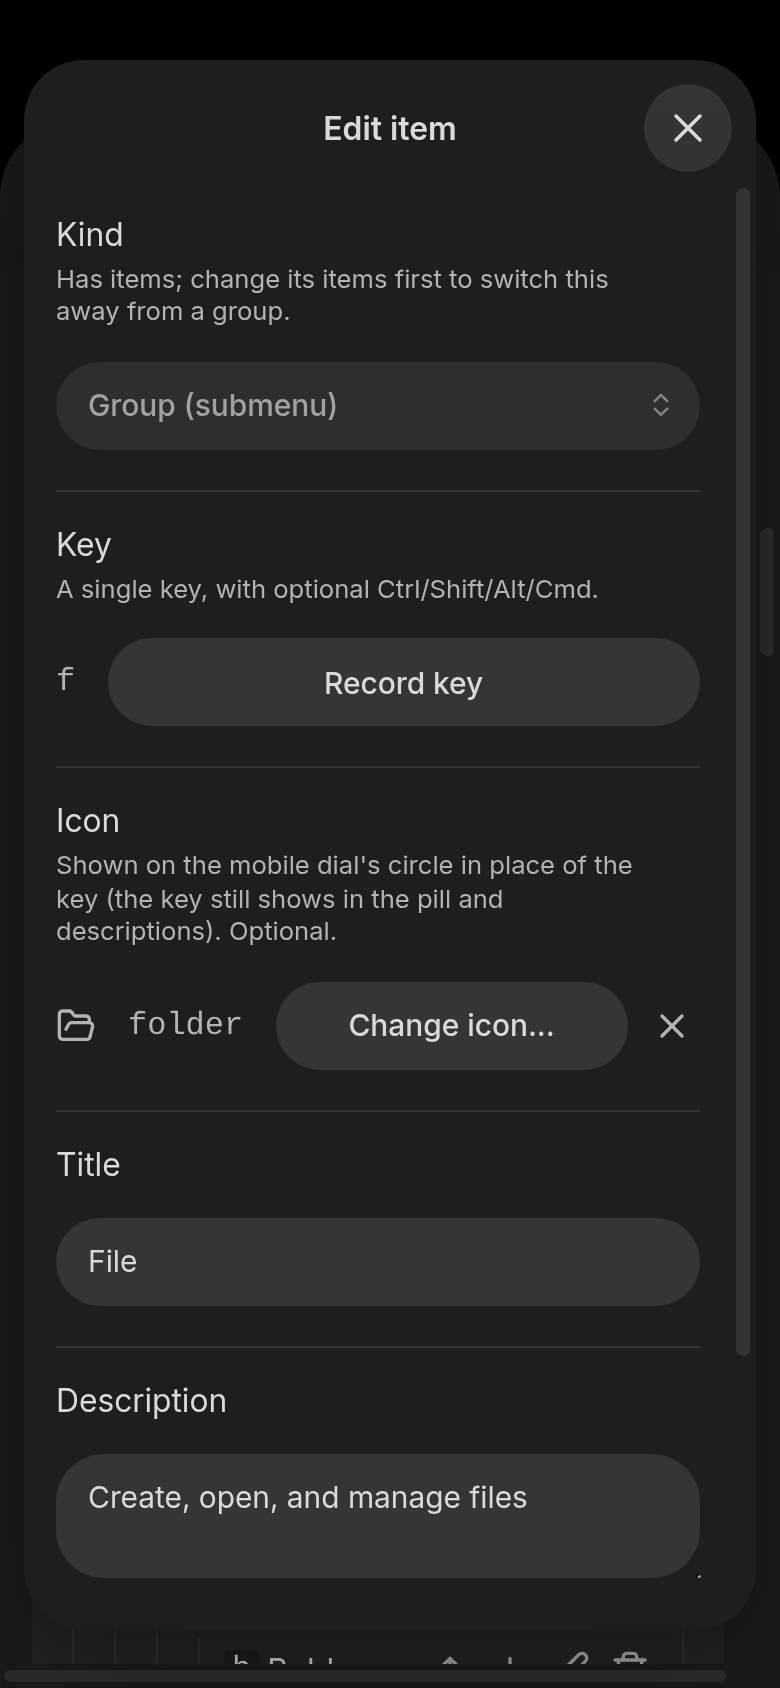 Edit item
Kind
Has items; change its items first to switch this
away from a group.
Group (submenu)
Key
A single key, with optional Ctrl/Shift/Alt/Cmd.
f
Record key
Icon
Shown on the mobile dial's circle in place of the
key (the key still shows in the pill and
descriptions). Optional.
folder
Change icon...
Title
File
Description
Create, open, and manage files